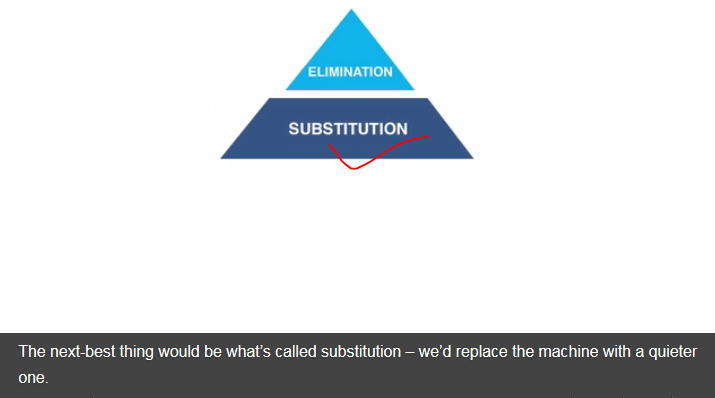 ELIMINATION
SUBSTITUTION
The next-best thing would be what’s called substitution – we’d replace the machine with a quieter
one.